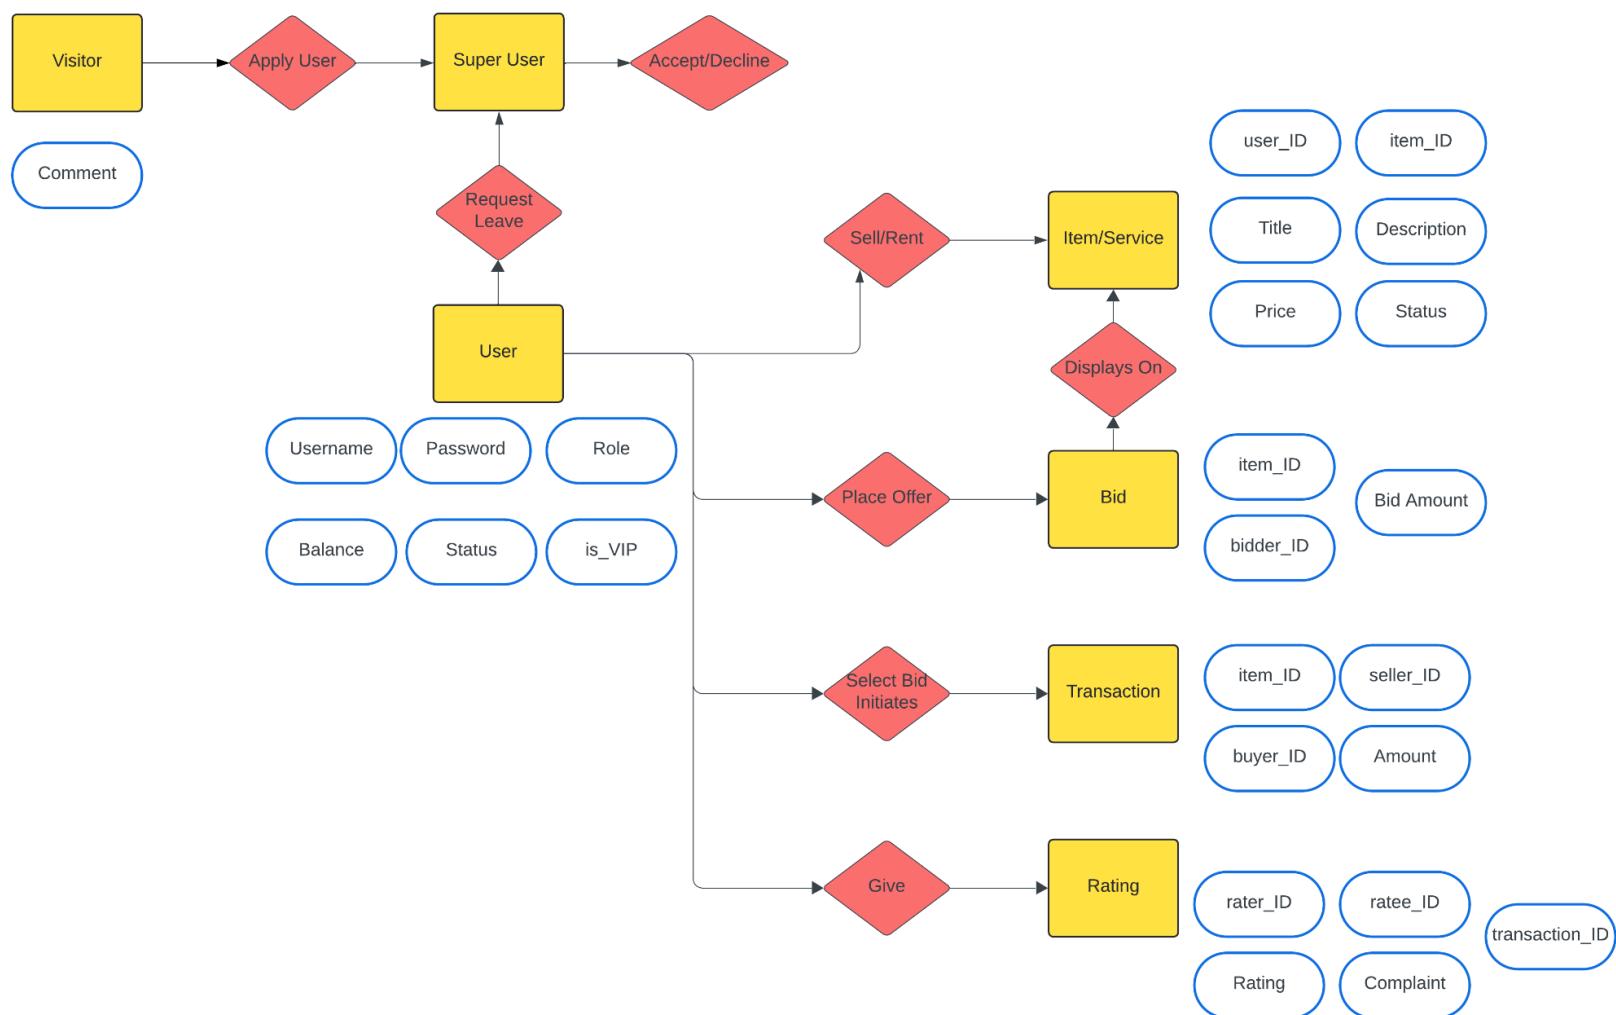 Visitor
Apply User
Super User
Accept/Decline
Comment
Request
Leave
user_ID
item_ID
Sell/Rent
Item/Service
Title
Description
Price
Status
User
Displays On
Username
Password
Role
Balance
Status
is_VIP
Place Offer
Bid
item_ID
Bid Amount
bidder_ID
Select Bid
Initiates
Transaction
item_ID
seller_ID
buyer_ID
Amount
Give
Rating
rater_ID
ratee_ID
transaction_ID
Rating
Complaint